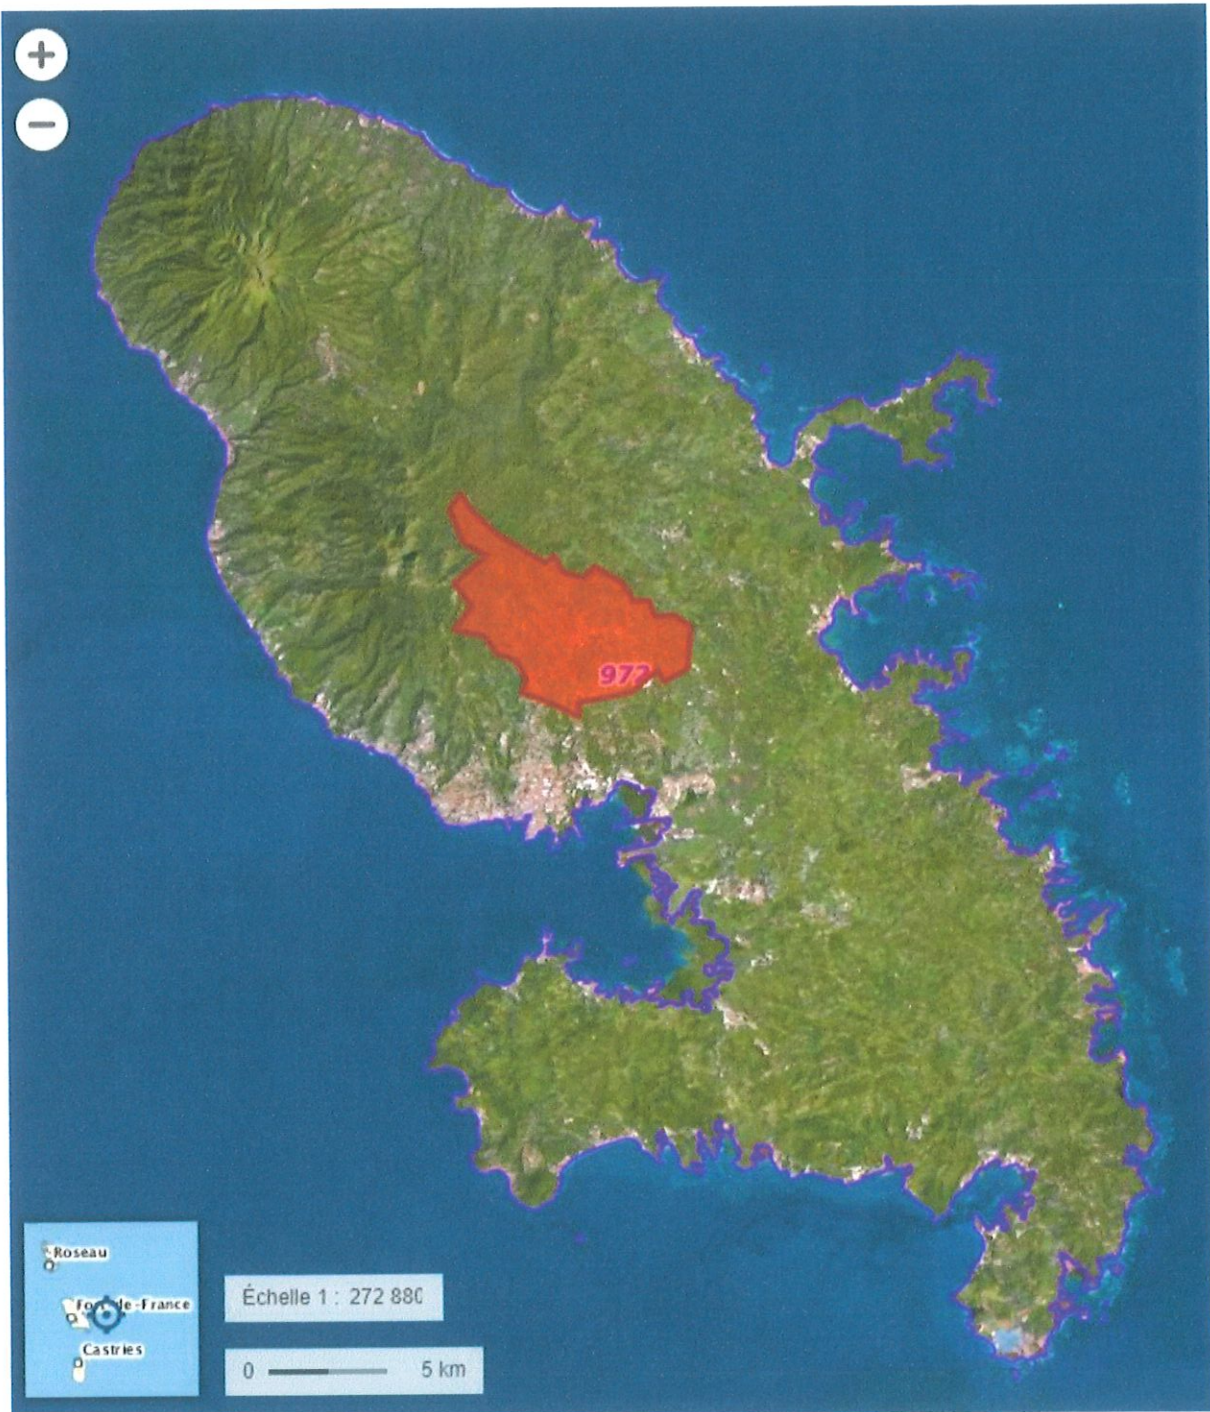 +
−
972
Roseau
Fort-de-France
Castries
Échelle 1 : 272 880
0 5 km